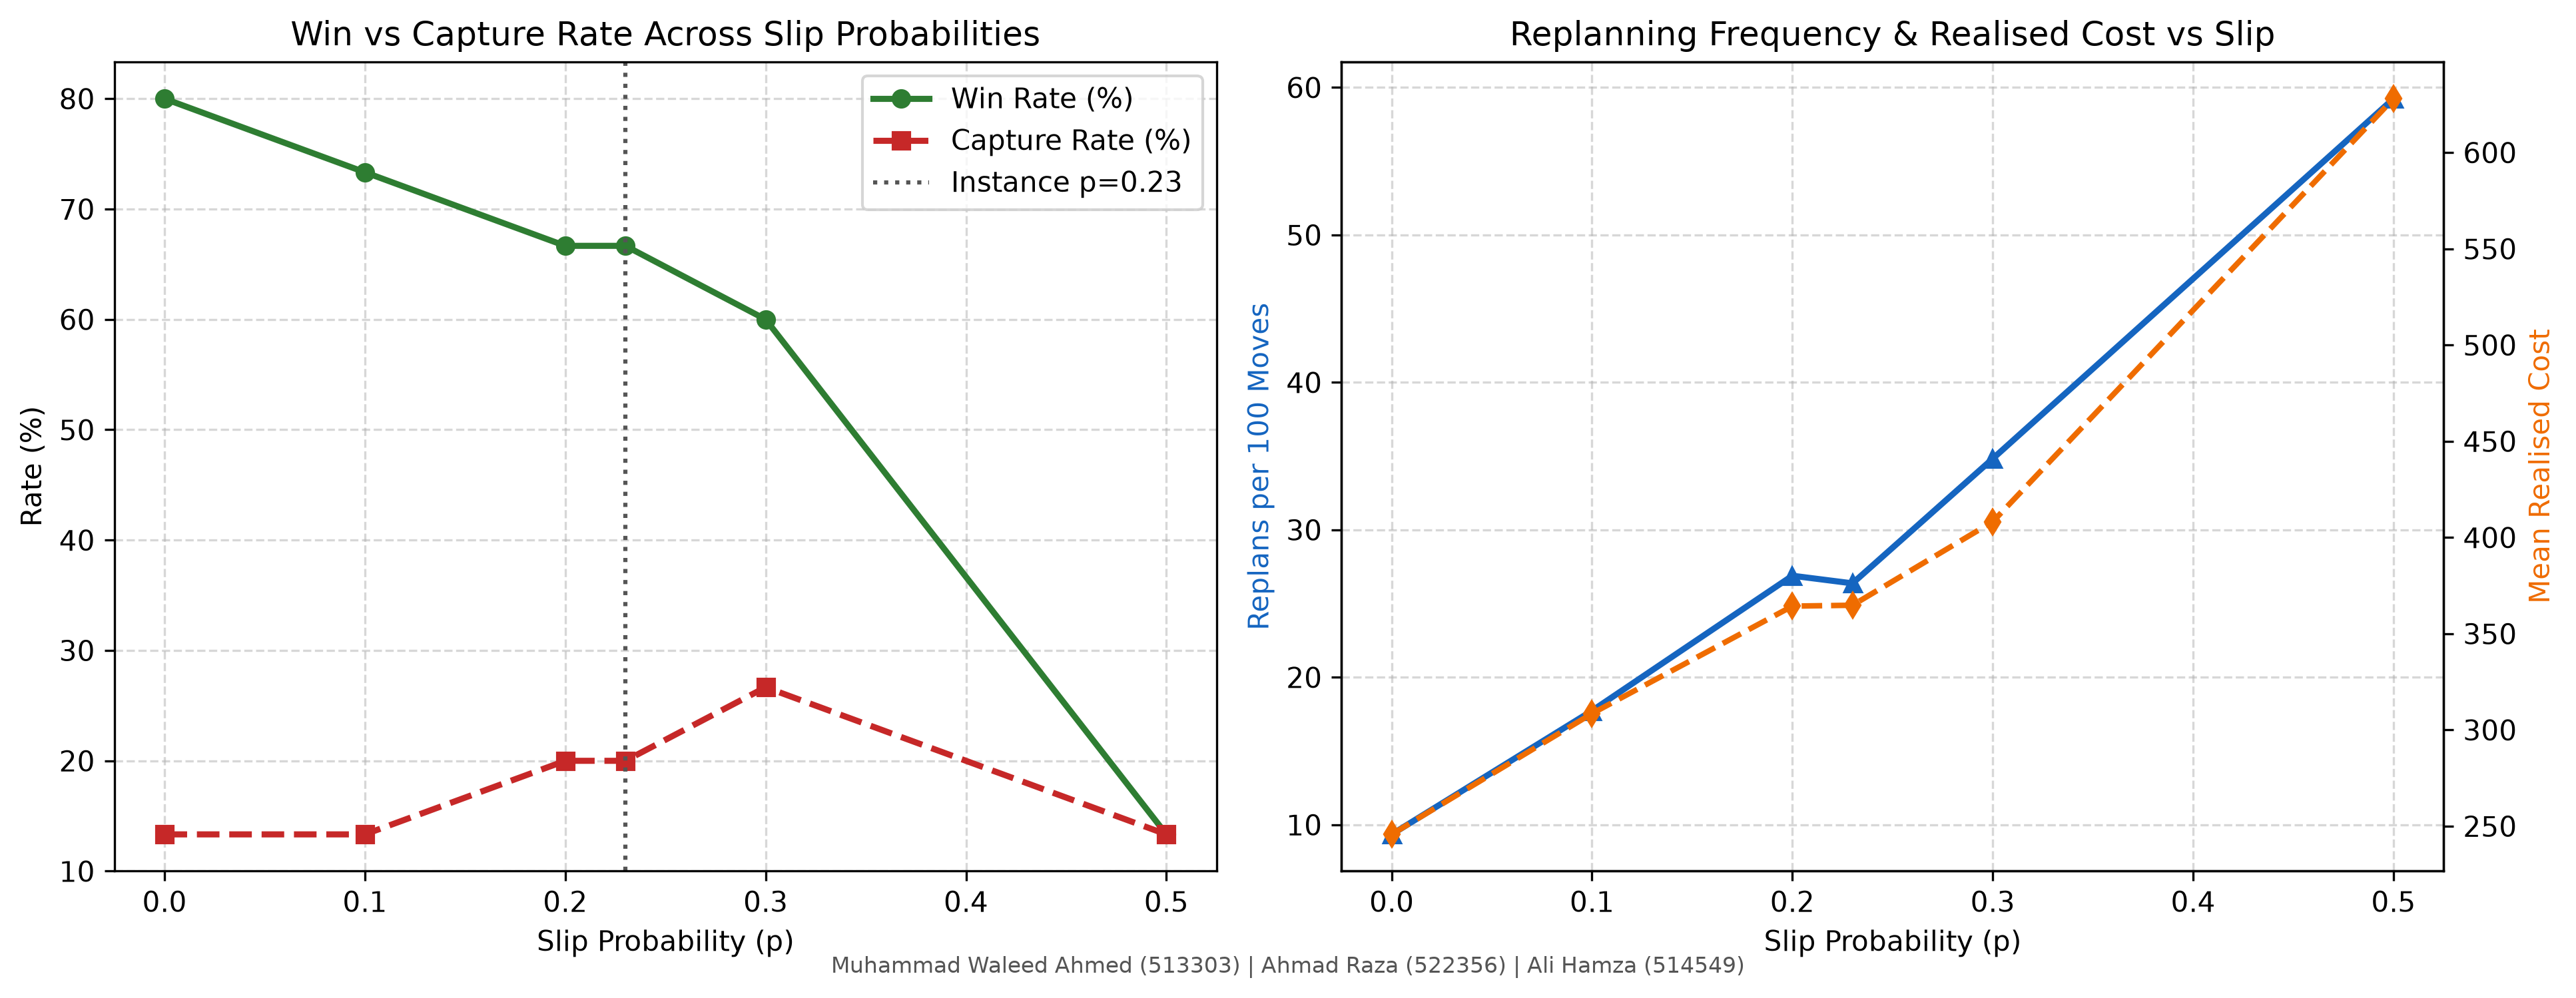 Win vs Capture Rate Across Slip Probabilities
Rate (%)
80
70
60
50
40
30
20
10
Win Rate (%)
Capture Rate (%)
Instance p=0.23
0.0 0.1 0.2 0.3 0.4 0.5
Slip Probability (p)
Replanning Frequency & Realised Cost vs Slip
Replans per 100 Moves
60
50
40
30
20
10
600
550
500
450
400
350
300
250
Mean Realised Cost
0.0 0.1 0.2 0.3 0.4 0.5
Slip Probability (p)
Muhammad Waleed Ahmed (513303) | Ahmad Raza (522356) | Ali Hamza (514549)